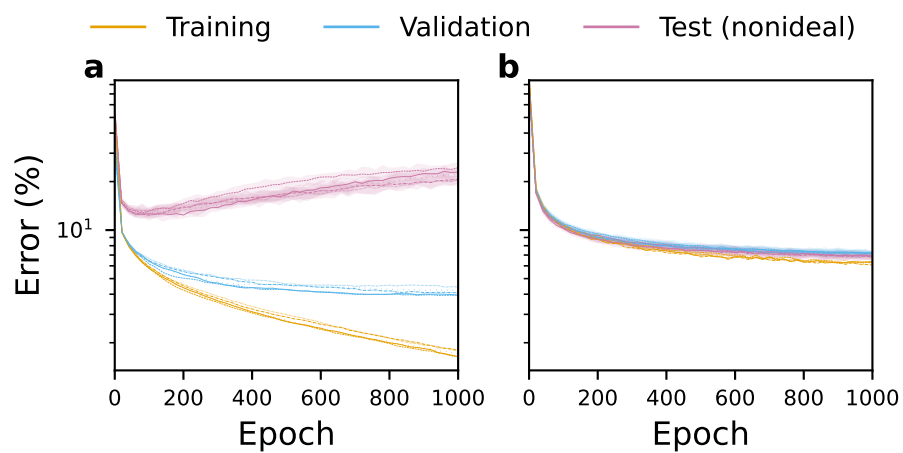 Training Validation Test (nonideal)
a b
Error (%)
10¹
0 200 400 600 800 1000 0 200 400 600 800 1000
Epoch Epoch